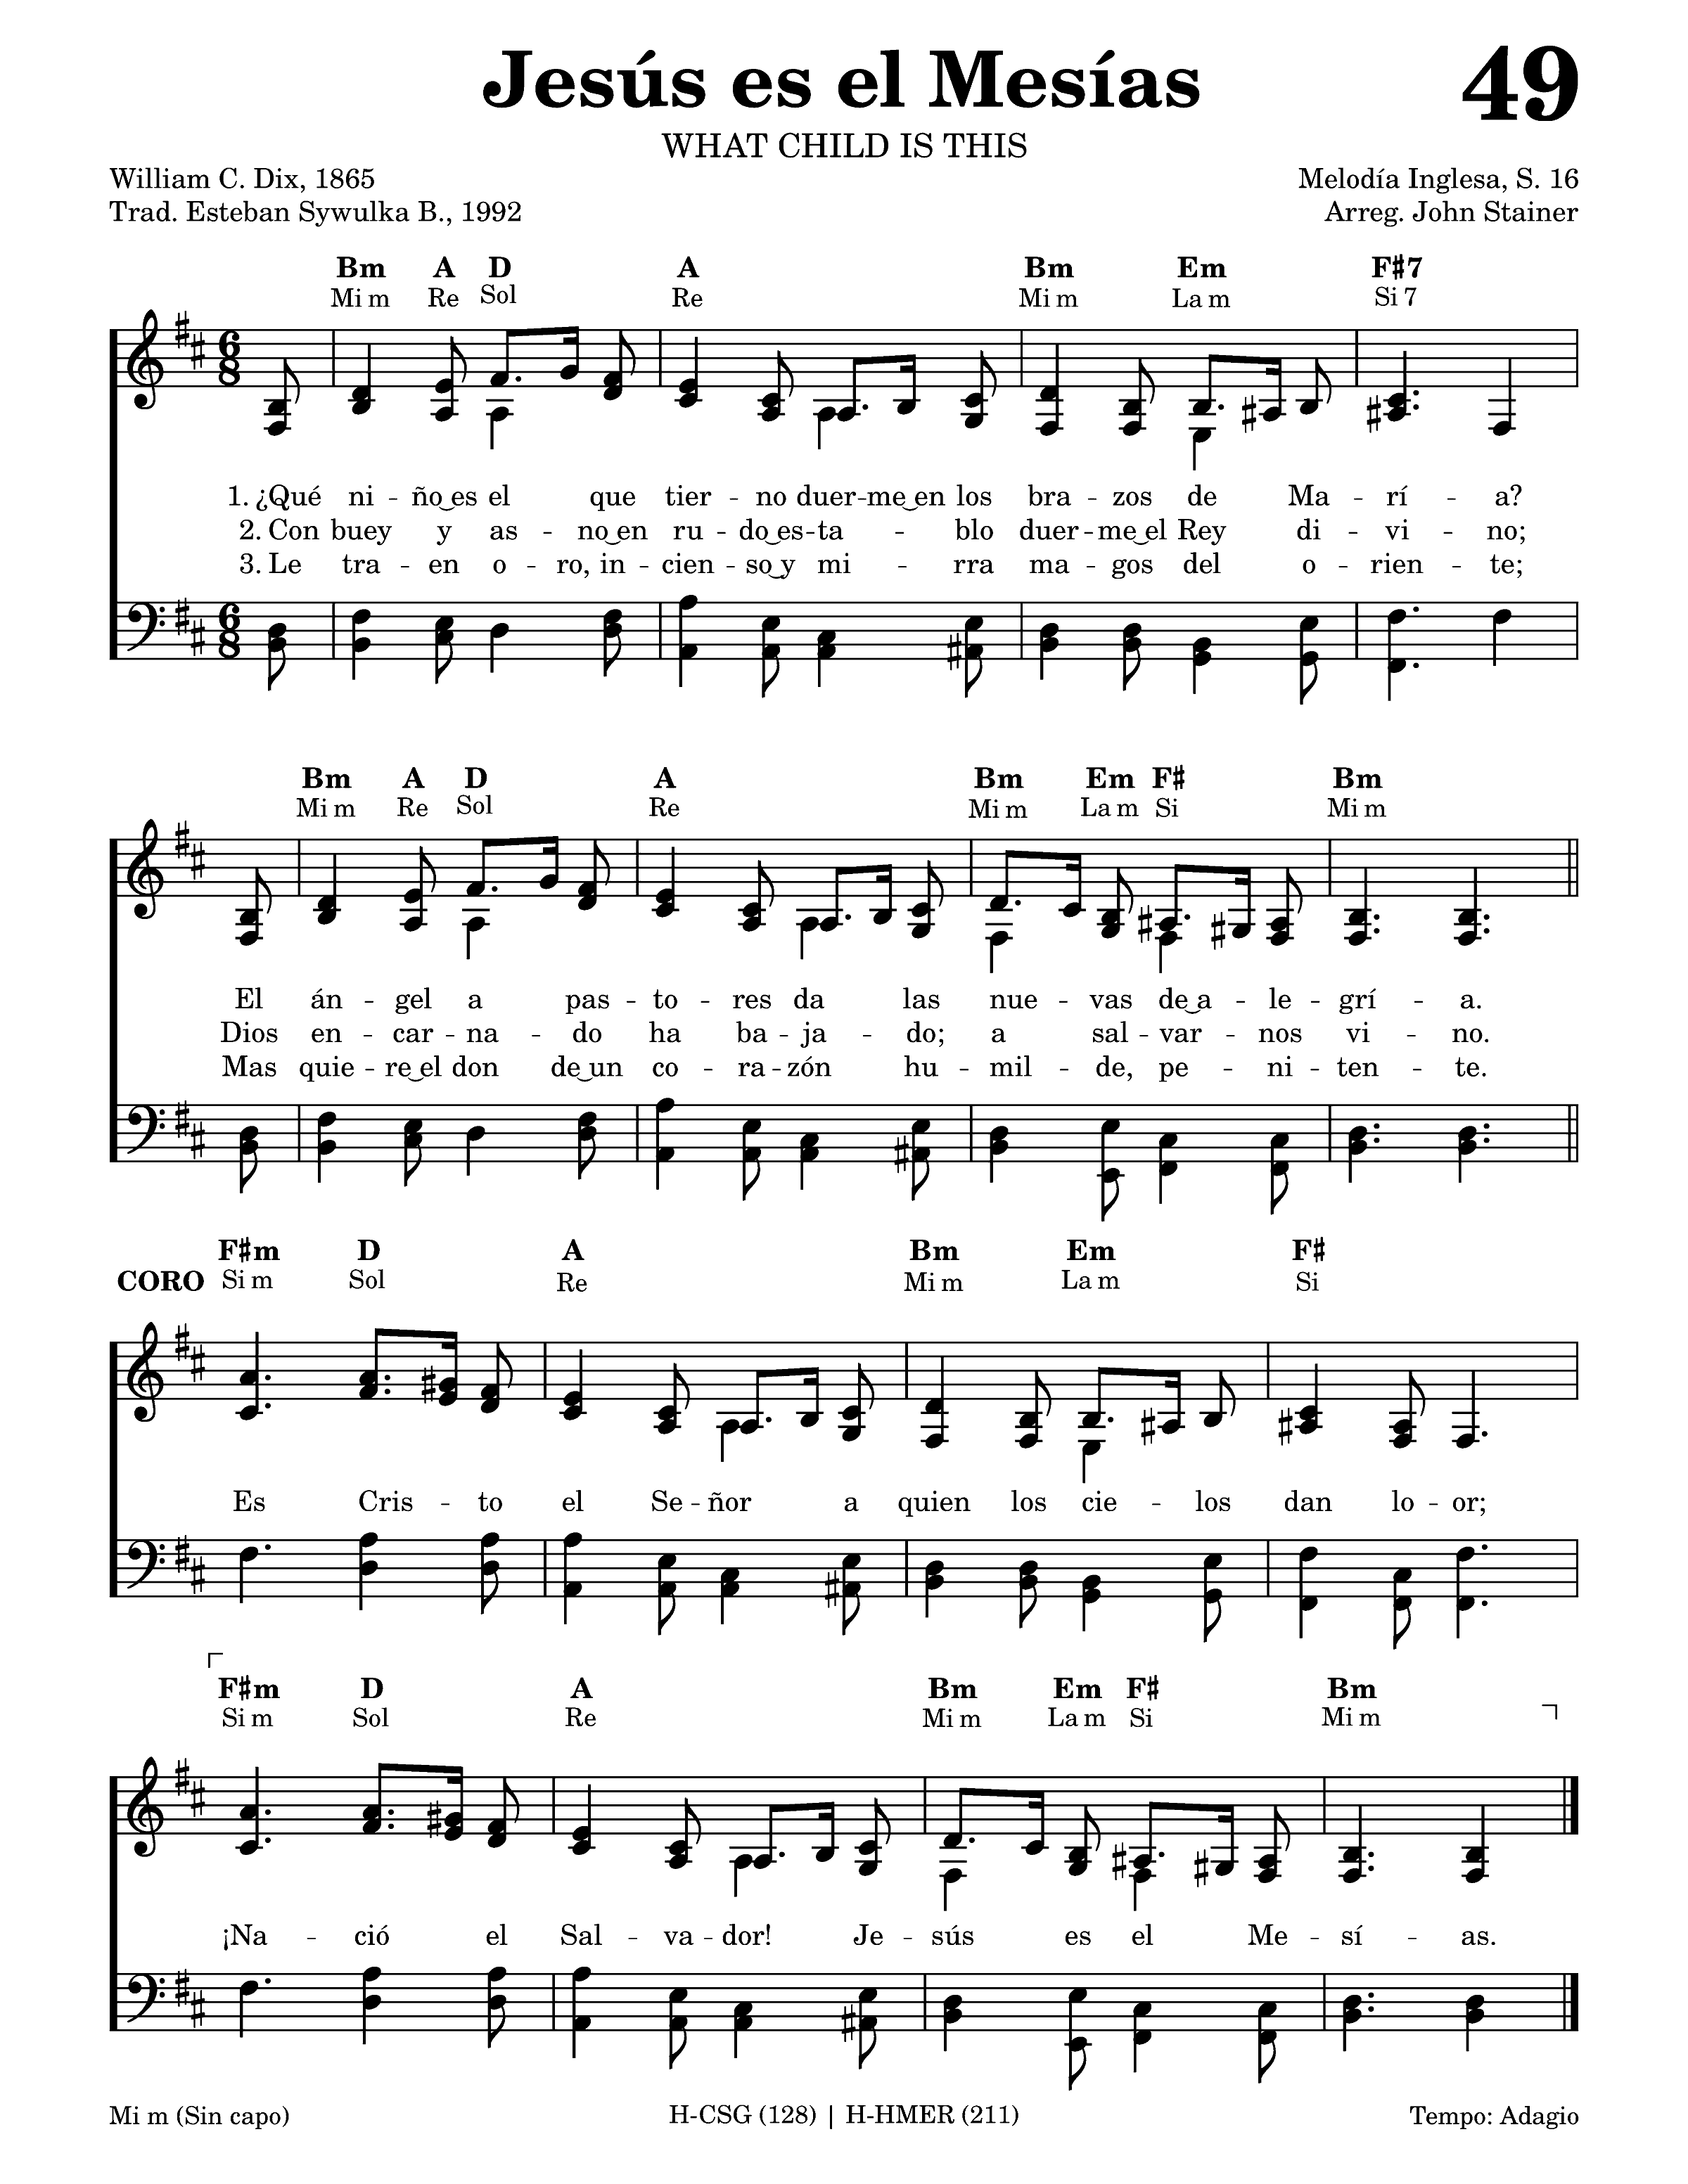 Jesús es el Mesías
49
WHAT CHILD IS THIS
William C. Dix, 1865
Melodía Inglesa, S. 16
Trad. Esteban Sywulka B., 1992
Arreg. John Stainer
Bm A D A Bm Em F♯7
Mi m Re Sol Re Mi m La m Si 7
6 8
1. ¿Qué ni - ño‿es el que tier - no duer - me‿en los bra - zos de Ma - rí - a?
2. Con buey y as - no‿en ru - do‿es - ta - blo duer - me‿el Rey di - vi - no;
3. Le tra - en o - ro, in - cien - so‿y mi - rra ma - gos del o - rien - te;
6 8
Bm A D A Bm Em F♯ Bm
Mi m Re Sol Re Mi m La m Si Mi m
El án - gel a pas - to - res da las nue - vas de‿a - le - grí - a.
Dios en - car - na - do ha ba - ja - do; a sal - var - nos vi - no.
Mas quie - re‿el don de‿un co - ra - zón hu - mil - de, pe - ni - ten - te.
F♯m D A Bm Em F♯
CORO Si m Sol Re Mi m La m Si
Es Cris - to el Se - ñor a quien los cie - los dan lo - or;
F♯m D A Bm Em F♯ Bm
Si m Sol Re Mi m La m Si Mi m
¡Na - ció el Sal - va - dor! Je - sús es el Me - sí - as.
Mi m (Sin capo)
H-CSG (128) | H-HMER (211)
Tempo: Adagio